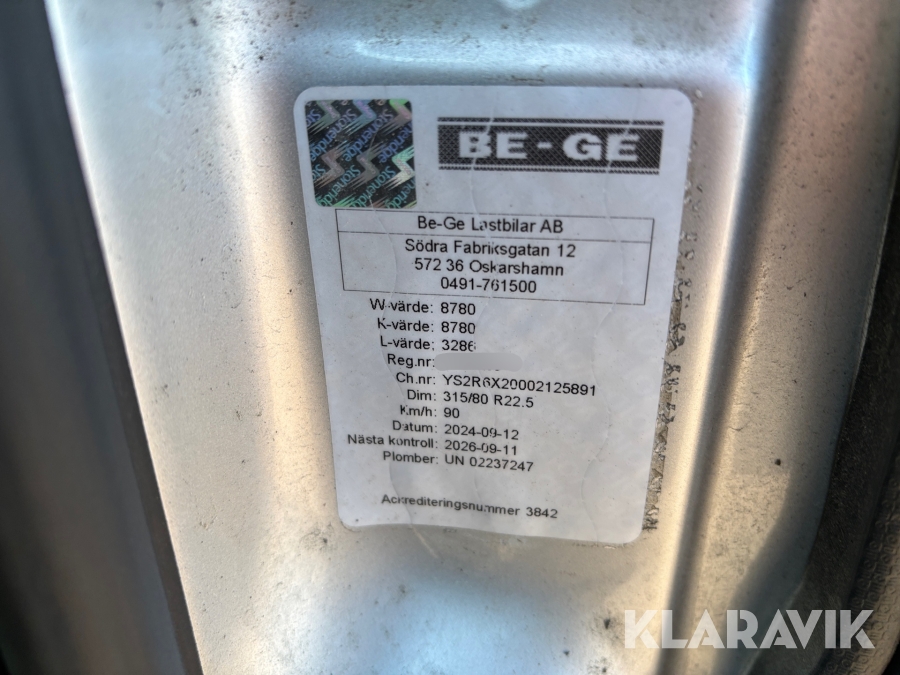 Stoneridge
BE-GE
Be-Ge Lastbilar AB
Södra Fabriksgatan 12
572 36 Oskarshamn
0491-761500
W-värde: 8780
K-värde: 8780
L-värde: 3286
Reg.nr:
Ch.nr: YS2R6X20002125891
Dim: 315/80 R22.5
Km/h: 90
Datum: 2024-09-12
Nästa kontroll: 2026-09-11
Plomber: UN 02237247
Ackrediteringsnummer 3842
KLARAVIK